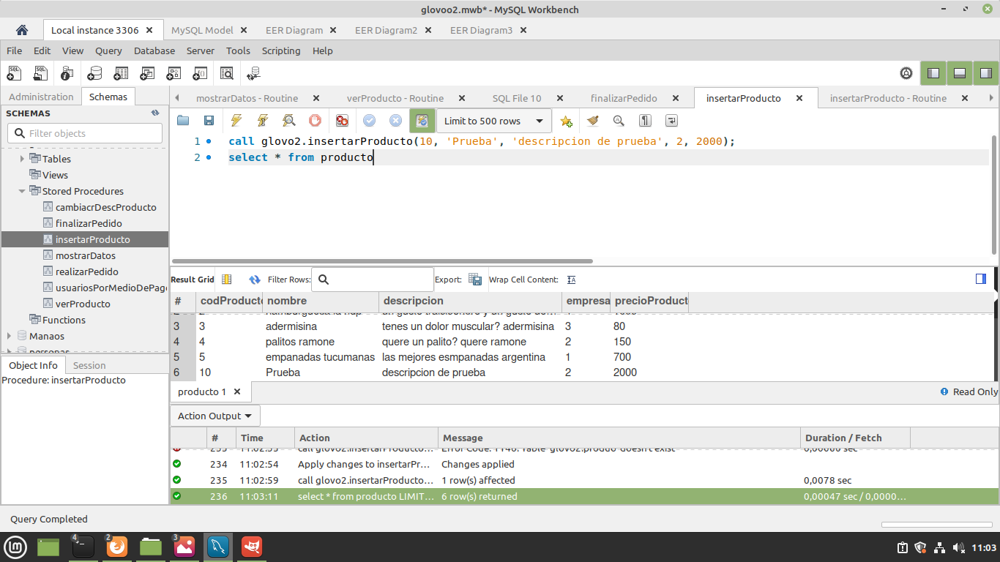 glovoo2.mwb* - MySQL Workbench
Local instance 3306 MySQL Model EER Diagram EER Diagram2 EER Diagram3
File Edit View Query Database Server Tools Scripting Help
Administration Schemas
mostrarDatos - Routine verProducto - Routine SQL File 10 finalizarPedido insertarProducto insertarProducto - Routine
SCHEMAS
Filter objects
Limit to 500 rows
Tables
Views
Stored Procedures
cambiacrDescProducto
finalizarPedido
insertarProducto
mostrarDatos
realizarPedido
usuariosPorMedioDePag
verProducto
Functions
Manaos
personas
1 call glovo2.insertarProducto(10, 'Prueba', 'descripcion de prueba', 2, 2000);
2 select * from producto
Result Grid Filter Rows: Export: Wrap Cell Content:
# codProducto nombre descripcion empresa precioProduct
3 3 adermisina tenes un dolor muscular? adermisina 3 80
4 4 palitos ramone quere un palito? quere ramone 2 150
5 5 empanadas tucumanas las mejores esmpanadas argentina 1 700
6 10 Prueba descripcion de prueba 2 2000
producto 1 Read Only
Object Info Session
Procedure: insertarProducto
Action Output
# Time Action Message Duration / Fetch
233 11:02:53 call glovo2.insertarProducto... Error Code: 1146. Table 'glovo2.produo' doesn't exist 0,00060 sec
234 11:02:54 Apply changes to insertarPr... Changes applied
235 11:02:59 call glovo2.insertarProducto... 1 row(s) affected 0,0078 sec
236 11:03:11 select * from producto LIMIT... 6 row(s) returned 0,00047 sec / 0,0000...
Query Completed
4 2 3 11:03